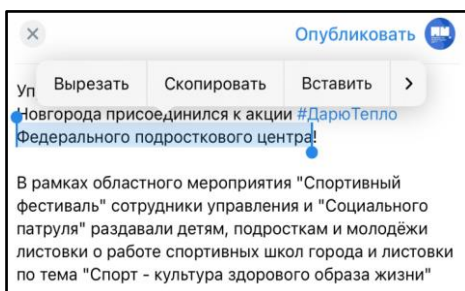 Опубликовать
Вырезать Скопировать Вставить >
Уп
Новгорода присоединился к акции #ДарюТепло
Федерального подросткового центра!
В рамках областного мероприятия "Спортивный
фестиваль" сотрудники управления и "Социального
патруля" раздавали детям, подросткам и молодёжи
листовки о работе спортивных школ города и листовки
по тема "Спорт - культура здорового образа жизни"